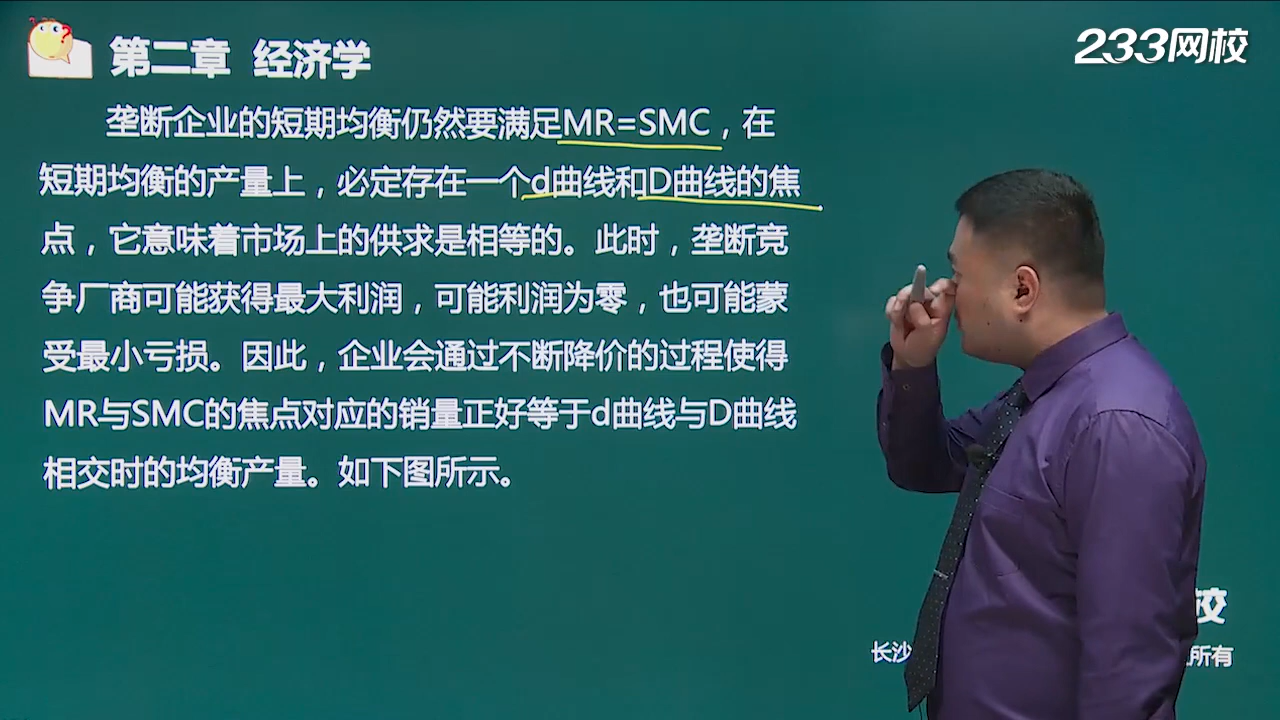 第二章 经济学
233网校
垄断企业的短期均衡仍然要满足MR=SMC，在
短期均衡的产量上，必定存在一个d曲线和D曲线的焦
点，它意味着市场上的供求是相等的。此时，垄断竞
争厂商可能获得最大利润，可能利润为零，也可能蒙
受最小亏损。因此，企业会通过不断降价的过程使得
MR与SMC的焦点对应的销量正好等于d曲线与D曲线
相交时的均衡产量。如下图所示。
校
长沙 所有